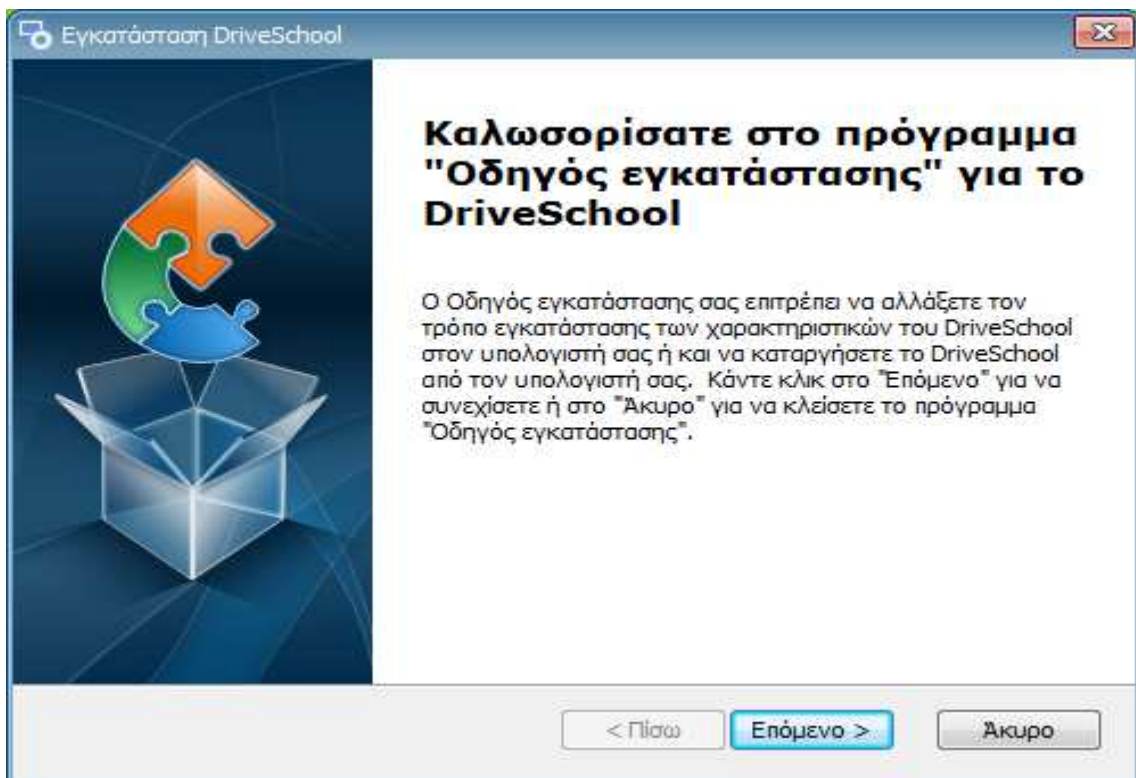 Εγκατάσταση DriveSchool
Καλωσορίσατε στο πρόγραμμα
"Οδηγός εγκατάστασης" για το
DriveSchool
Ο Οδηγός εγκατάστασης σας επιτρέπει να αλλάξετε τον
τρόπο εγκατάστασης των χαρακτηριστικών του DriveSchool
στον υπολογιστή σας ή και να καταργήσετε το DriveSchool
από τον υπολογιστή σας. Κάντε κλικ στο "Επόμενο" για να
συνεχίσετε ή στο "Άκυρο" για να κλείσετε το πρόγραμμα
"Οδηγός εγκατάστασης".
< Πίσω Επόμενο > Άκυρο